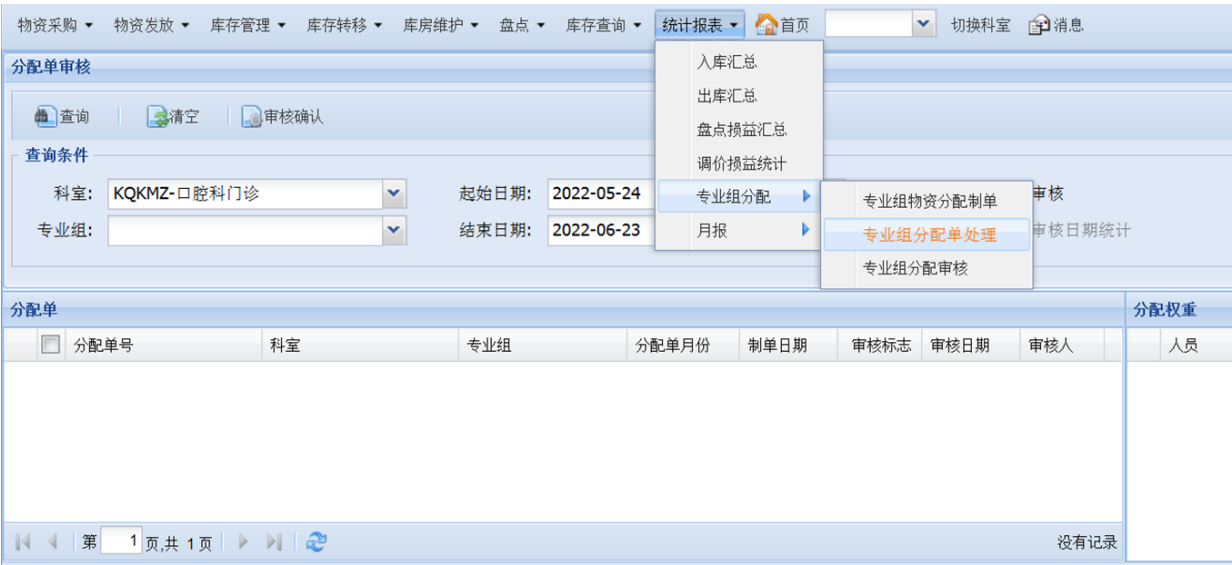 物资采购 物资发放 库存管理 库存转移 库房维护 盘点 库存查询 统计报表 首页 切换科室 消息
分配单审核
入库汇总
出库汇总
盘点损益汇总
调价损益统计
专业组分配
月报
专业组物资分配制单
专业组分配单处理
专业组分配审核
查询 清空 审核确认
查询条件
科室: KQKMZ-口腔科门诊 起始日期: 2022-05-24 审核
专业组: 结束日期: 2022-06-23 审核日期统计
分配单 分配权重
分配单号 科室 专业组 分配单月份 制单日期 审核标志 审核日期 审核人 人员
第 1 页,共 1 页 没有记录